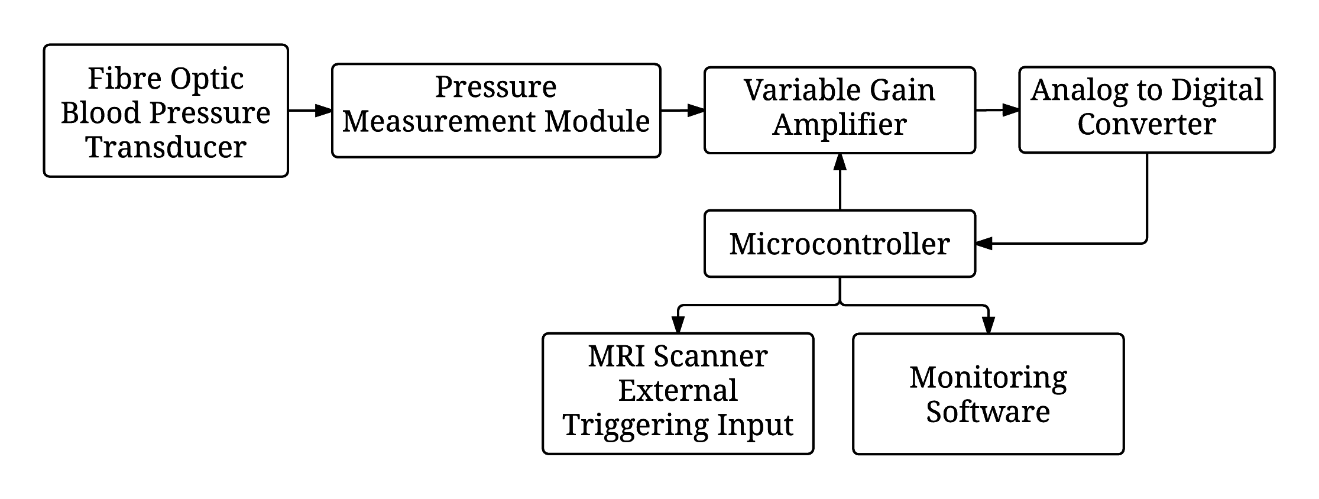 Fibre Optic
Blood Pressure
Transducer
Pressure
Measurement Module
Variable Gain
Amplifier
Analog to Digital
Converter
Microcontroller
MRI Scanner
External
Triggering Input
Monitoring
Software